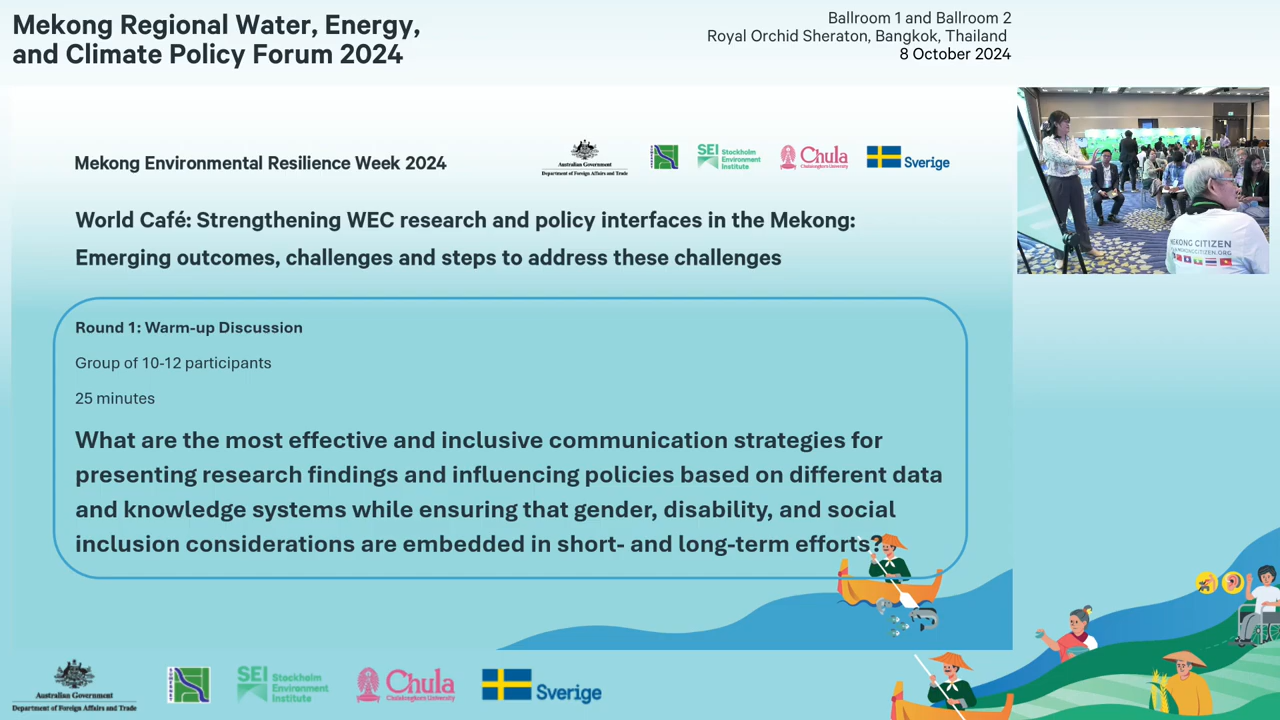 Mekong Regional Water, Energy,
and Climate Policy Forum 2024
Ballroom 1 and Ballroom 2
Royal Orchid Sheraton, Bangkok, Thailand
8 October 2024
Mekong Environmental Resilience Week 2024
Australian Government
Department of Foreign Affairs and Trade
SEI Stockholm
Environment
Institute
Chula
Chulalongkorn University
Sverige
World Café: Strengthening WEC research and policy interfaces in the Mekong:
Emerging outcomes, challenges and steps to address these challenges
Round 1: Warm-up Discussion
Group of 10-12 participants
25 minutes
What are the most effective and inclusive communication strategies for
presenting research findings and influencing policies based on different data
and knowledge systems while ensuring that gender, disability, and social
inclusion considerations are embedded in short- and long-term efforts?
MEKONG CITIZEN
Australian Government
Department of Foreign Affairs and Trade
SEI Stockholm
Environment
Institute
Chula
Chulalongkorn University
Sverige